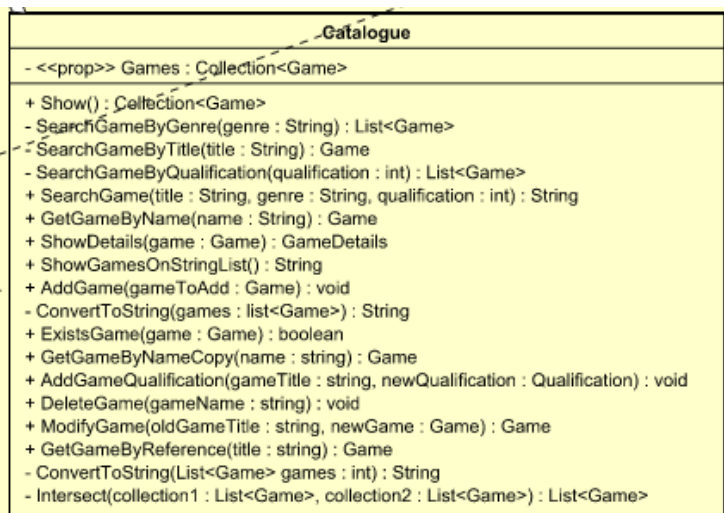 Catalogue
- <<prop>> Games : Collection<Game>
+ Show() : Collection<Game>
- SearchGameByGenre(genre : String) : List<Game>
- SearchGameByTitle(title : String) : Game
- SearchGameByQualification(qualification : int) : List<Game>
+ SearchGame(title : String, genre : String, qualification : int) : String
+ GetGameByName(name : String) : Game
+ ShowDetails(game : Game) : GameDetails
+ ShowGamesOnStringList() : String
+ AddGame(gameToAdd : Game) : void
- ConvertToString(games : list<Game>) : String
+ ExistsGame(game : Game) : boolean
+ GetGameByNameCopy(name : string) : Game
+ AddGameQualification(gameTitle : string, newQualification : Qualification) : void
+ DeleteGame(gameName : string) : void
+ ModifyGame(oldGameTitle : string, newGame : Game) : Game
+ GetGameByReference(title : string) : Game
- ConvertToString(List<Game> games : int) : String
- Intersect(collection1 : List<Game>, collection2 : List<Game>) : List<Game>